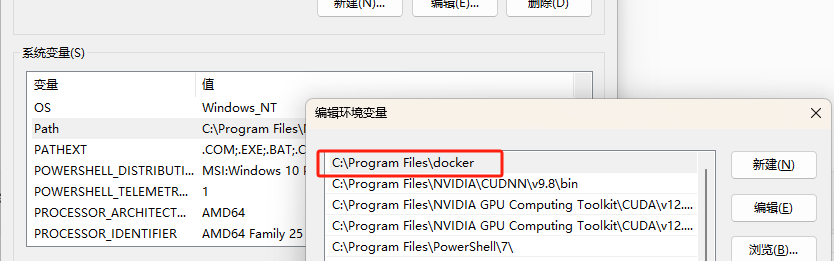 新建(N)...
编辑(E)...
删除(D)
系统变量(S)
变量 值
OS Windows_NT
Path C:\Program Files\
PATHEXT .COM;.EXE;.BAT;.C
POWERSHELL_DISTRIBUTI... MSI:Windows 10 P
POWERSHELL_TELEMETR... 1
PROCESSOR_ARCHITECT... AMD64
PROCESSOR_IDENTIFIER AMD64 Family 25
编辑环境变量
C:\Program Files\docker
C:\Program Files\NVIDIA\CUDNN\v9.8\bin
C:\Program Files\NVIDIA GPU Computing Toolkit\CUDA\v12....
C:\Program Files\NVIDIA GPU Computing Toolkit\CUDA\v12....
C:\Program Files\PowerShell\7\
新建(N)
编辑(E)
浏览(B)...